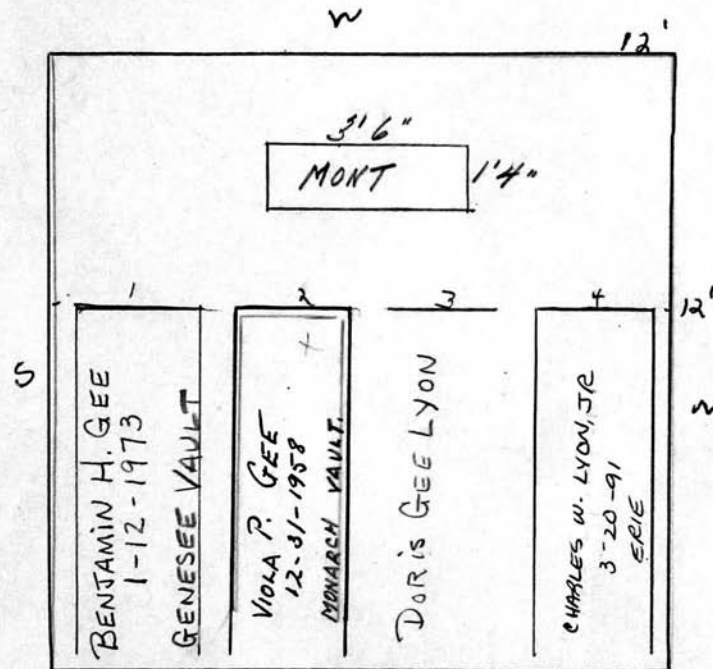 W
12'
3'6"
MONT
1'4"
1
2
3
4
12'
S
N
BENJAMIN H. GEE
1-12-1973
GENESEE VAULT
VIOLA P. GEE
12-31-1958
MONARCH VAULT.
DORIS GEE LYON
CHARLES W. LYON, JR
3-20-91
ERIE